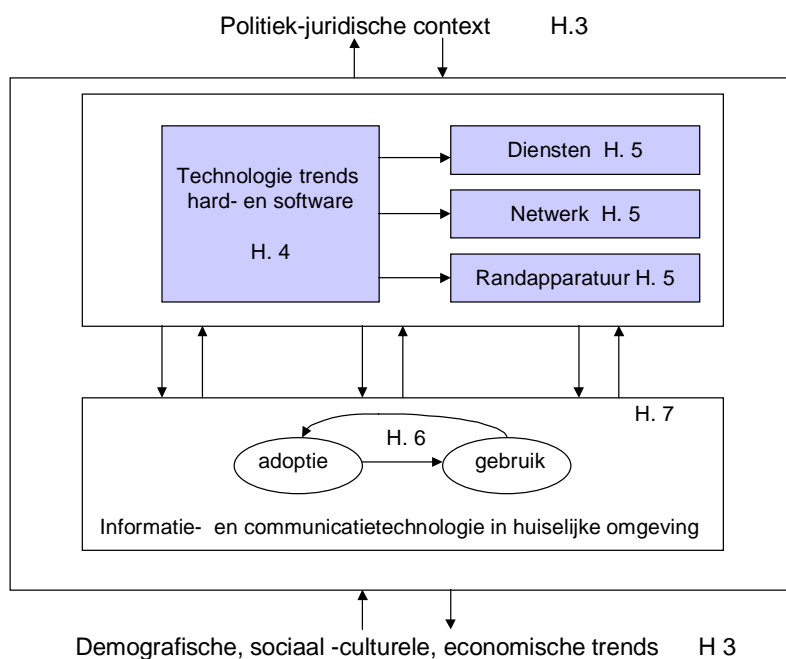 Politiek-juridische context H.3
Technologie trends
hard- en software
H. 4
Diensten H. 5
Netwerk H. 5
Randapparatuur H. 5
H. 7
H. 6
adoptie
gebruik
Informatie- en communicatietechnologie in huiselijke omgeving
Demografische, sociaal -culturele, economische trends H 3